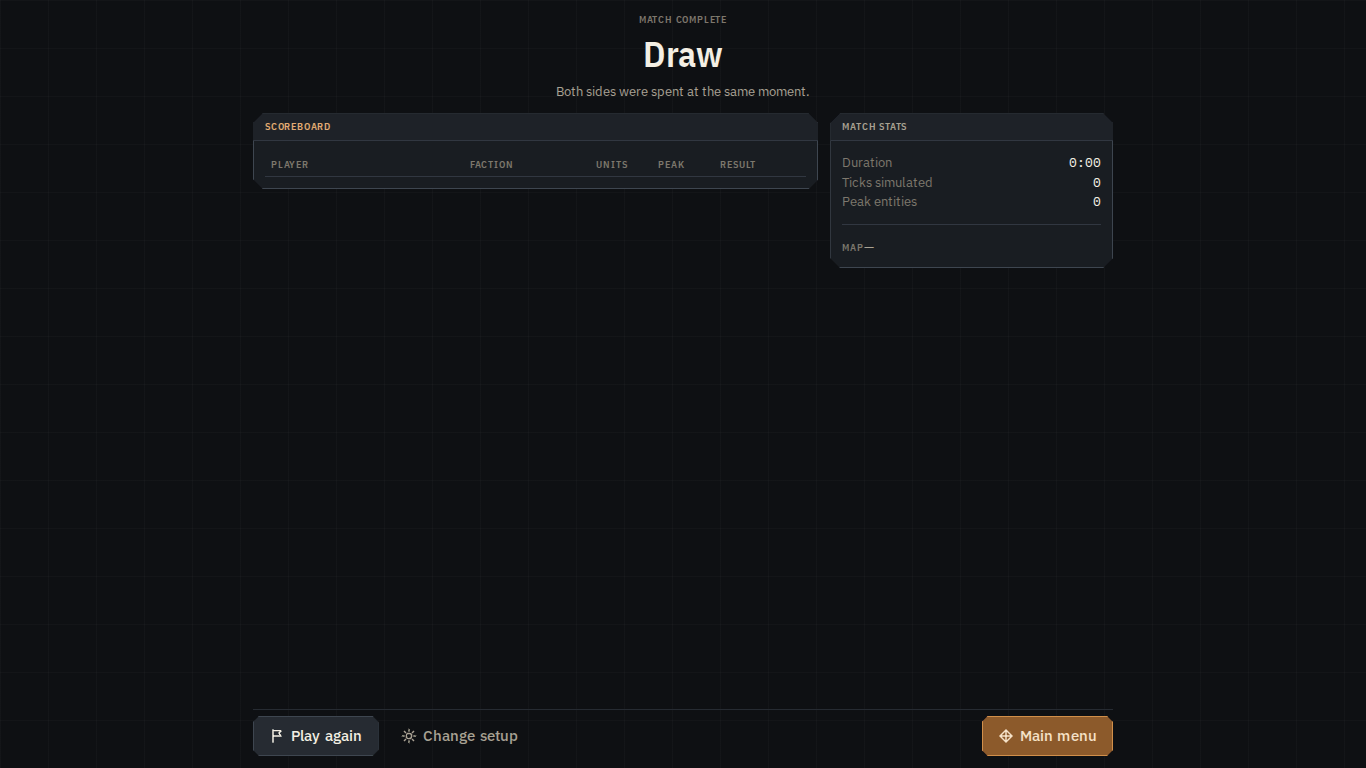 MATCH COMPLETE
Draw
Both sides were spent at the same moment.
SCOREBOARD
PLAYER FACTION UNITS PEAK RESULT
MATCH STATS
Duration 0:00
Ticks simulated 0
Peak entities 0
MAP—
Play again
Change setup
Main menu